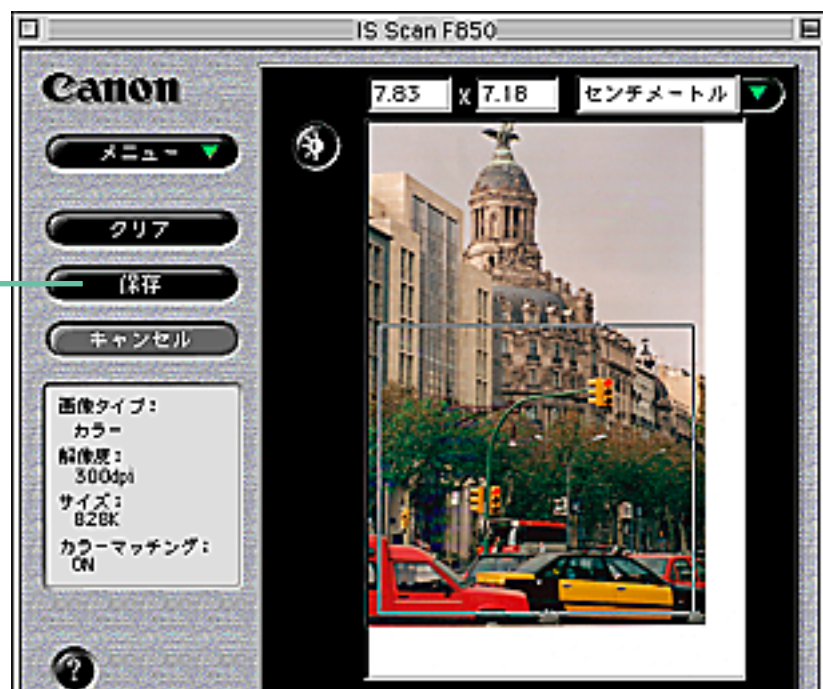 IS Scan F850
Canon
7.83 x 7.18 センチメートル
メニュー
クリア
保存
キャンセル
画像タイプ:
カラー
解像度:
300dpi
サイズ:
828K
カラーマッチング:
ON
?